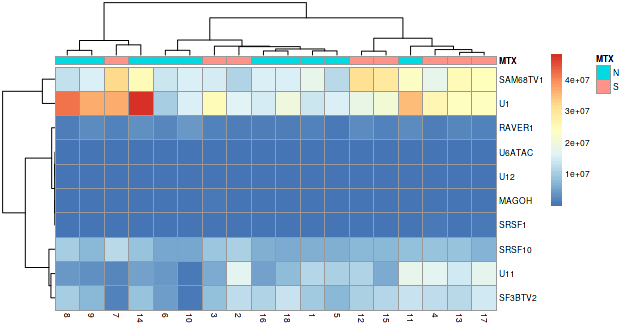 MTX
SAM68TV1
U1
RAVER1
U6ATAC
U12
MAGOH
SRSF1
SRSF10
U11
SF3BTV2
8 9 7 14 6 10 3 2 16 18 1 5 12 15 11 4 13 17
4e+07
3e+07
2e+07
1e+07
MTX
N
S